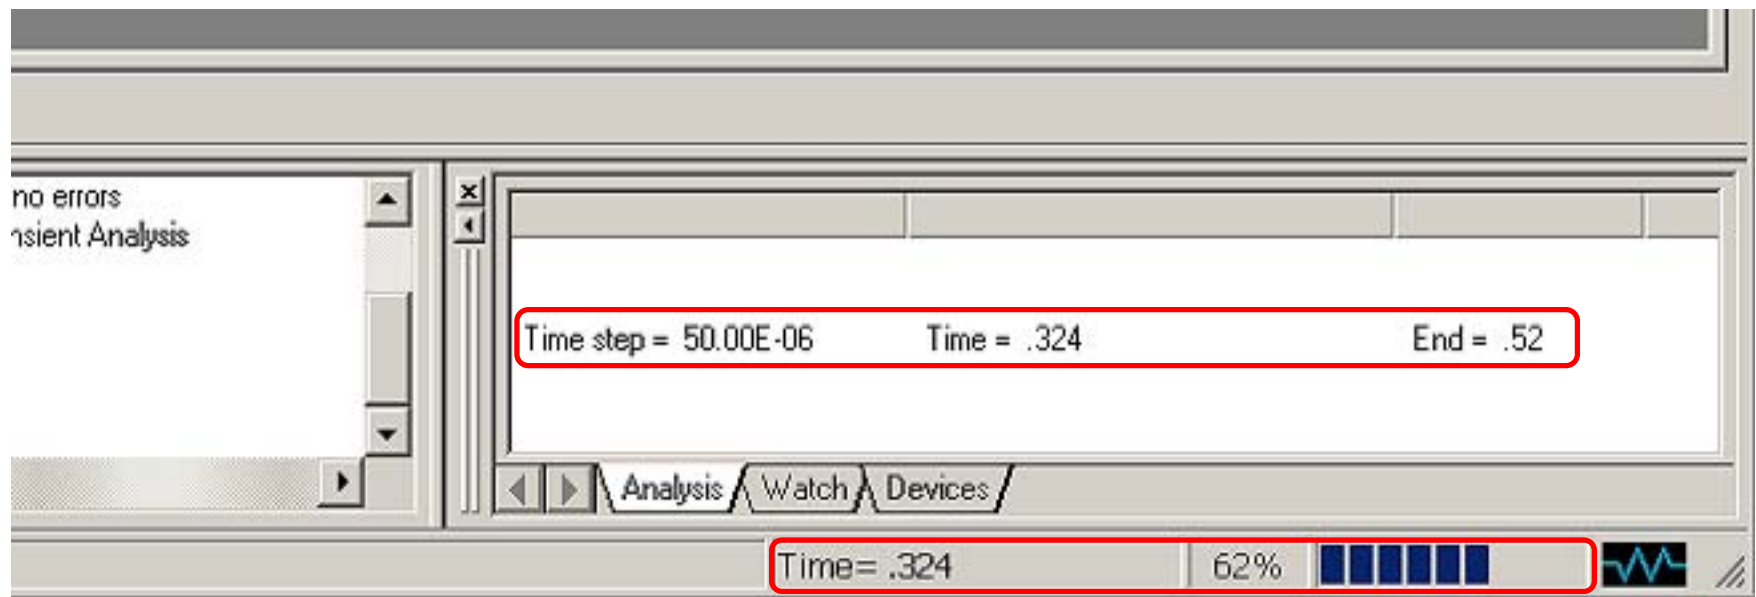 no errors
nsient Analysis
Time step = 50.00E-06 Time = .324 End = .52
Analysis Watch Devices
Time= .324 62%